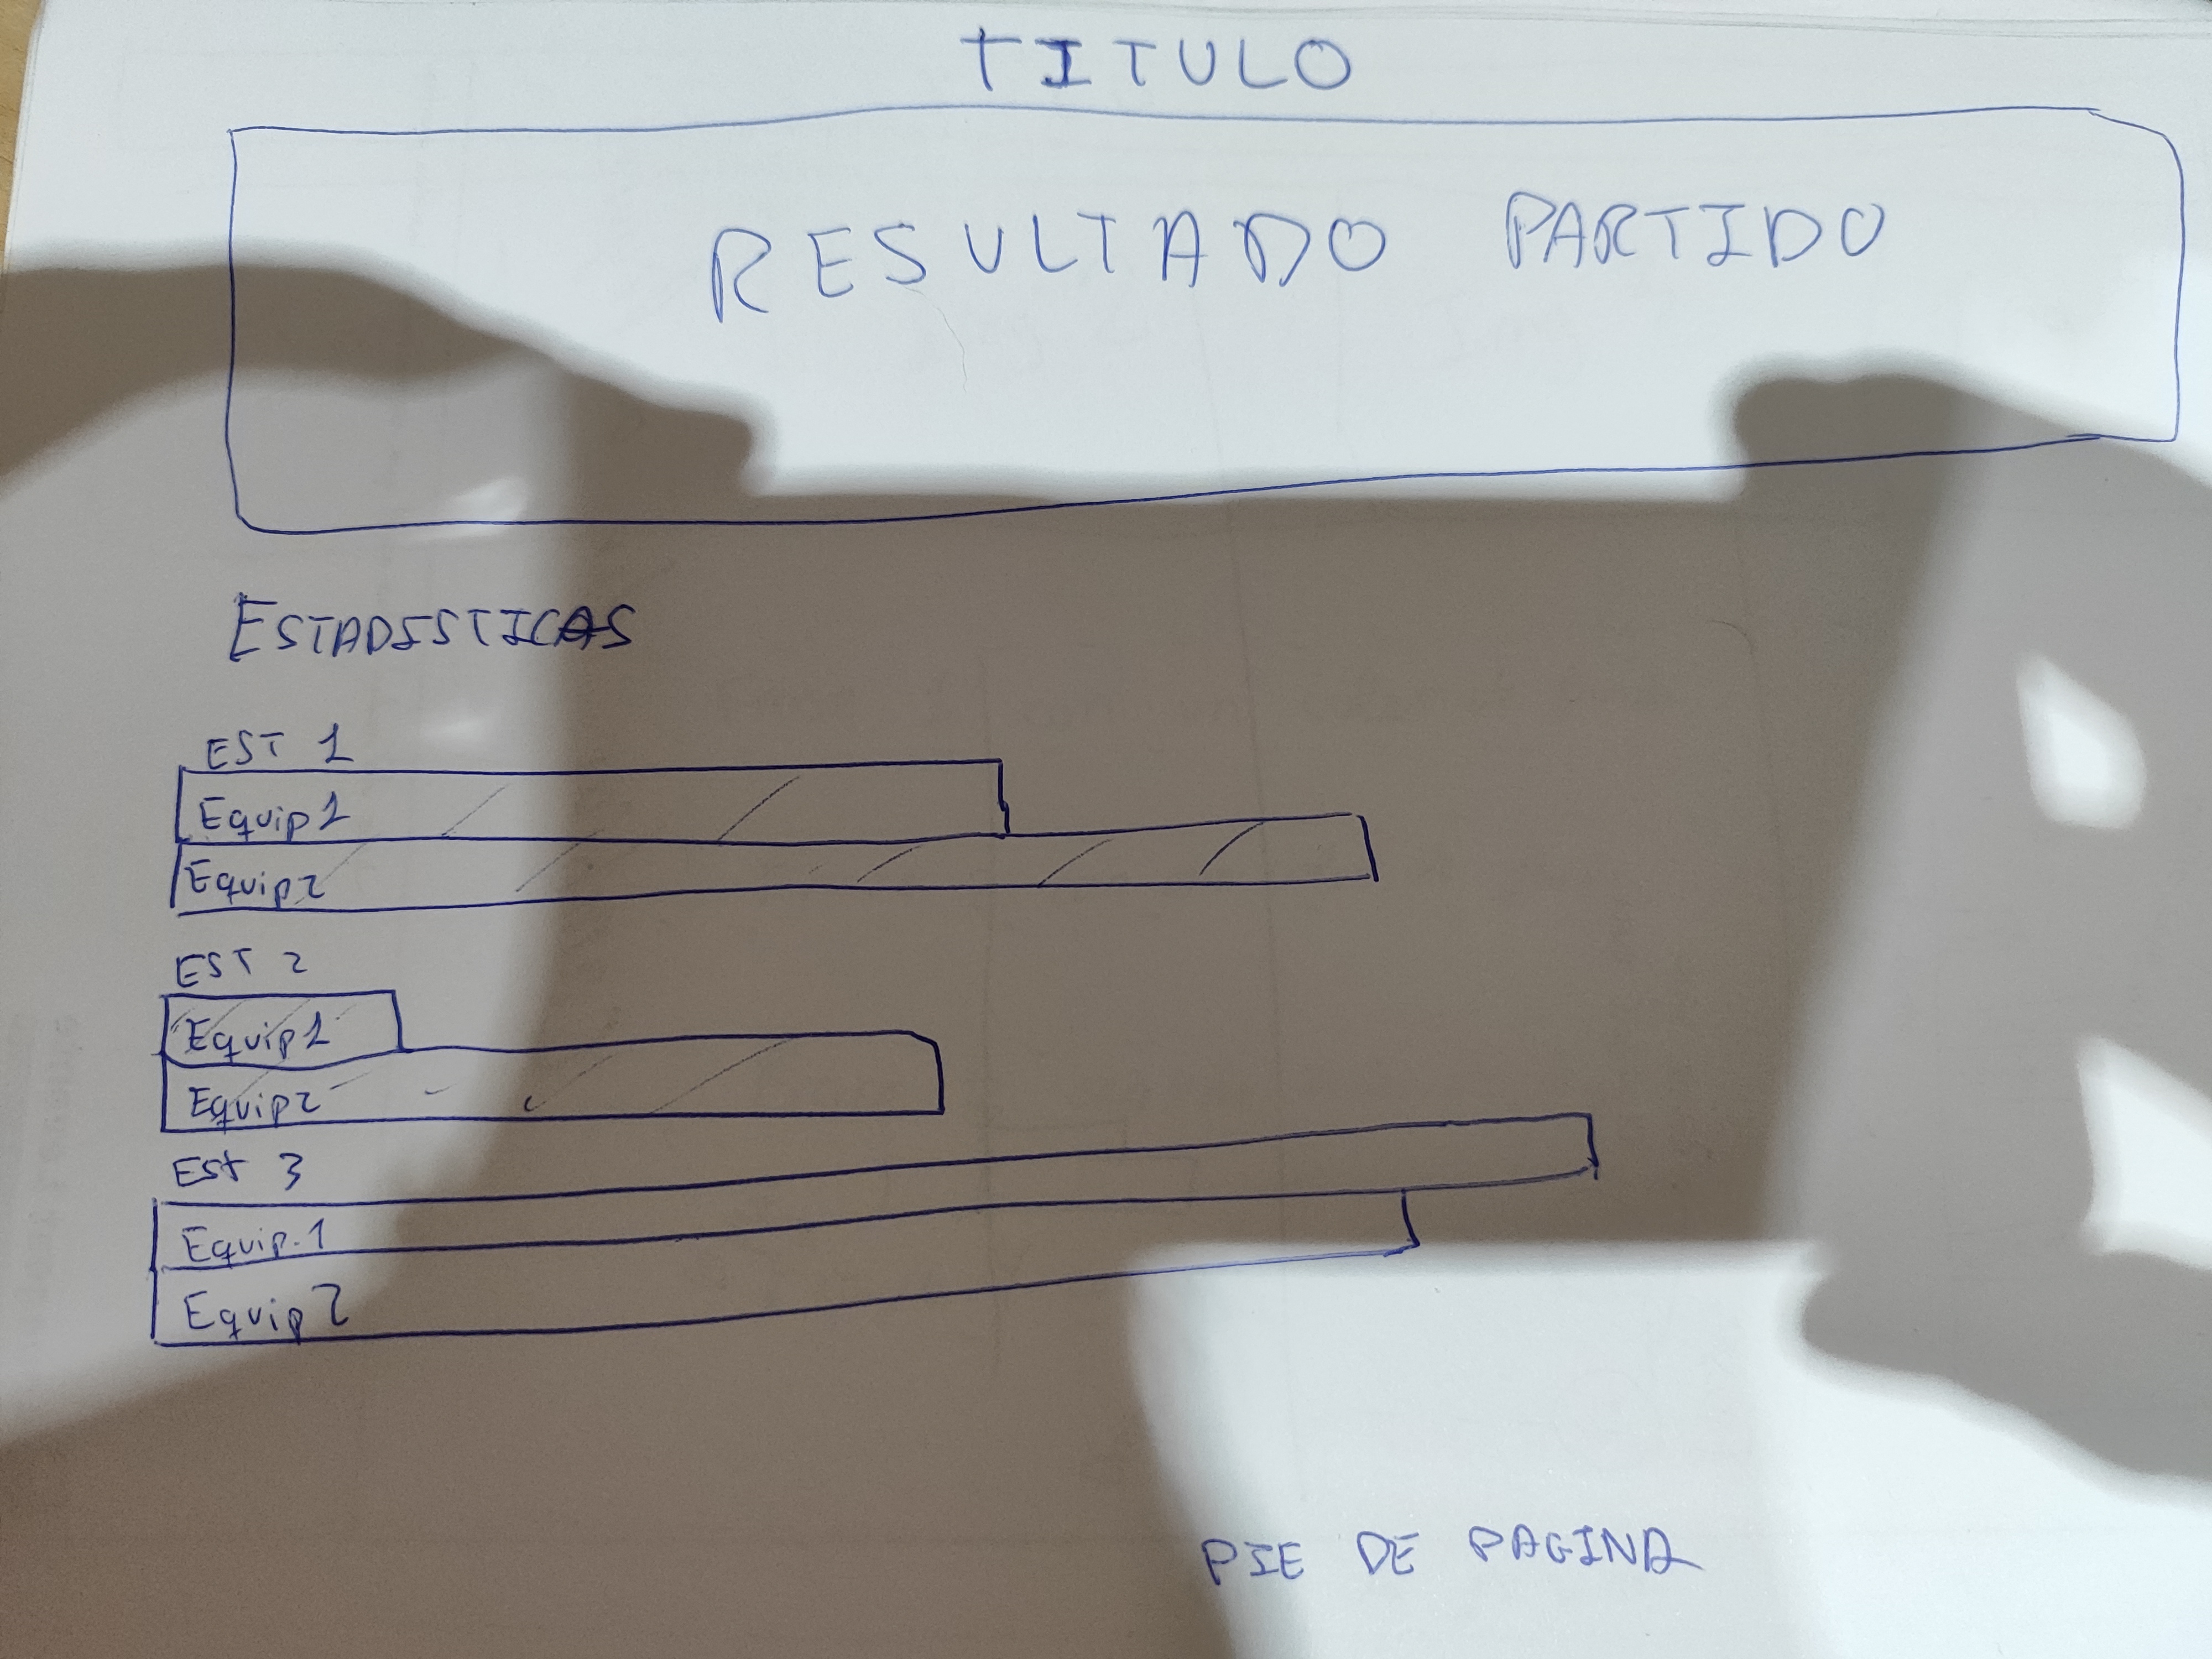 TITULO
RESULTADO PARTIDO
ESTADISTICAS
EST 1
Equip1
Equip2
EST 2
Equip1
Equip2
Est 3
Equip.1
Equip2
PIE DE PAGINA